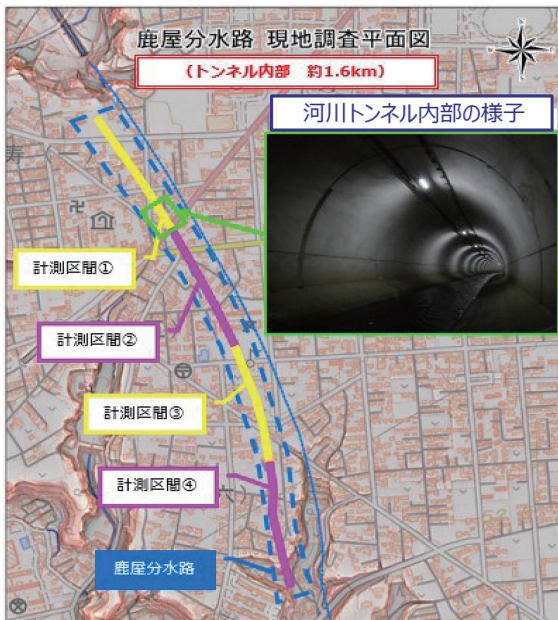 鹿屋分水路 現地調査平面図
(トンネル内部 約1.6km)
河川トンネル内部の様子
寿(一)
計測区間①
計測区間②
計測区間③
計測区間④
鹿屋分水路